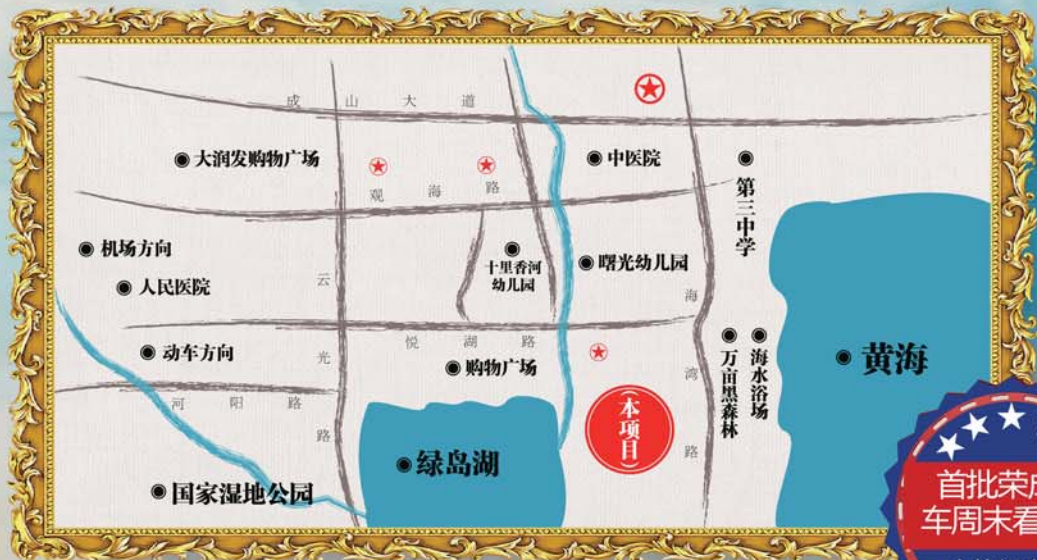 成山大道
大润发购物广场
中医院
第三中学
观海路
机场方向
十里香河
幼儿园
曙光幼儿园
人民医院
云光路
海湾路
悦湖路
动车方向
购物广场
万亩黑森林
海水浴场
黄海
河阳路
（本项目）
绿岛湖
国家湿地公园
首批荣成
车周末看